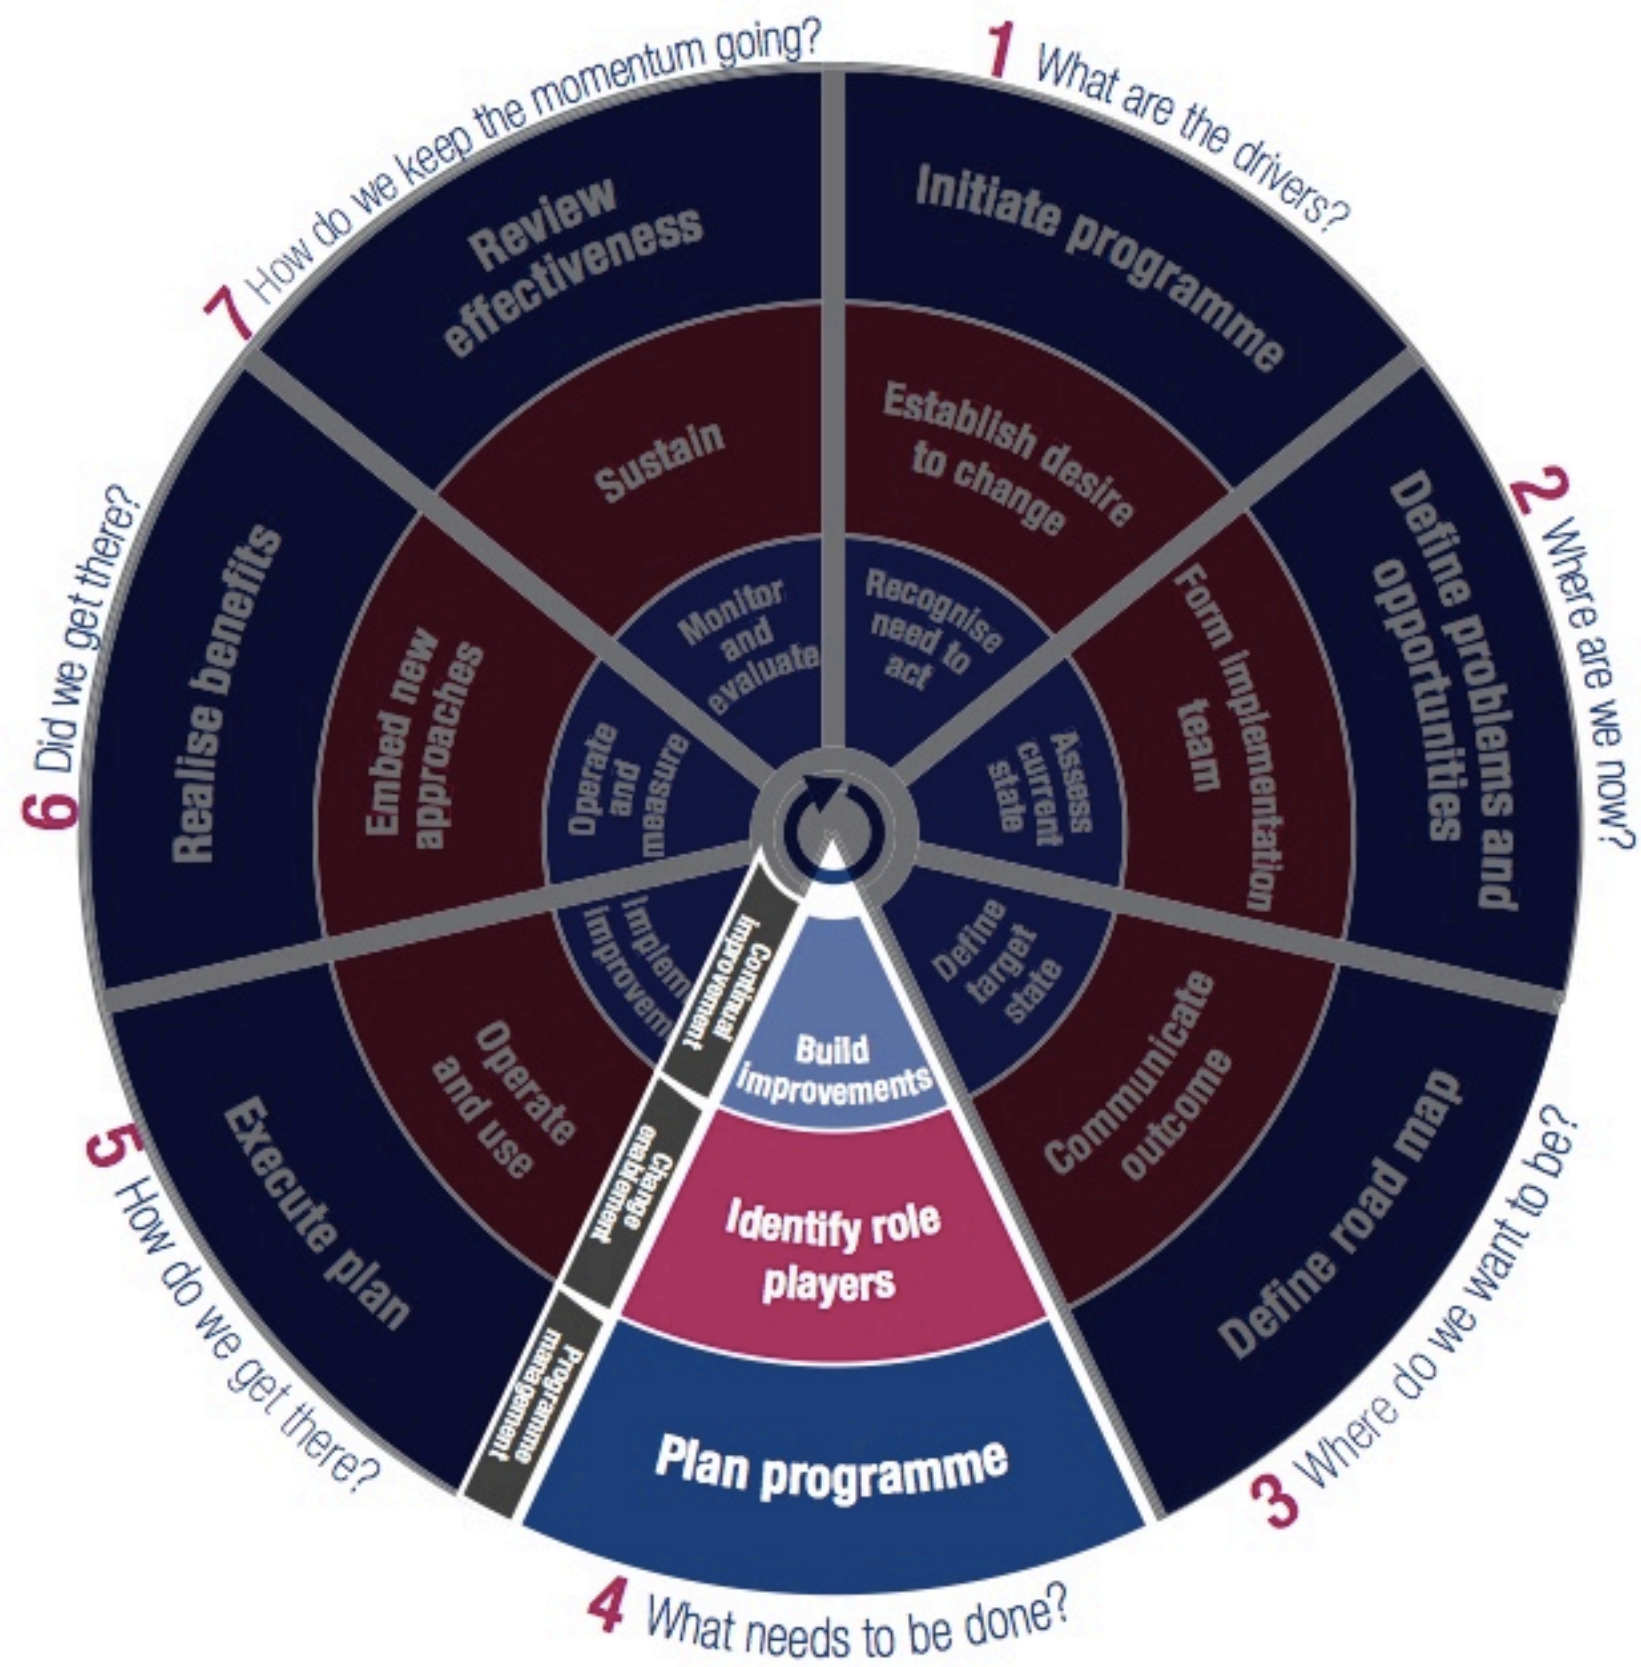 1 What are the drivers?
Initiate programme
Establish desire
to change
Recognise
need to
act
2 Where are we now?
Define problems and
opportunities
Form implementation
team
Assess
current
state
3 Where do we want to be?
Define road map
Communicate
outcome
Define
target
state
4 What needs to be done?
Plan programme
Identify role
players
Build
improvements
Continual
improvement
Change
enablement
Programme
management
5 How do we get there?
Execute plan
Operate
and use
Implem
improvem
6 Did we get there?
Realise benefits
Embed new
approaches
Operate
and
measure
7 How do we keep the momentum going?
Review
effectiveness
Sustain
Monitor
and
evaluate